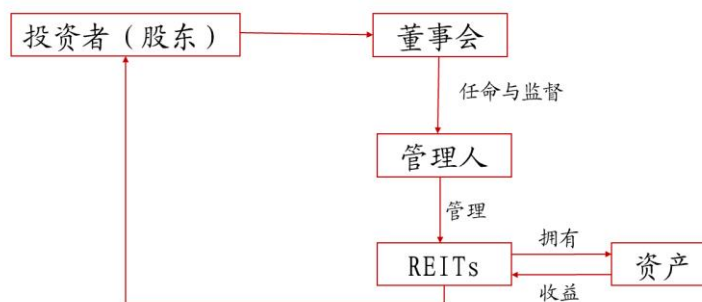 投资者（股东）
董事会
任命与监督
管理人
管理
REITs
拥有
收益
资产